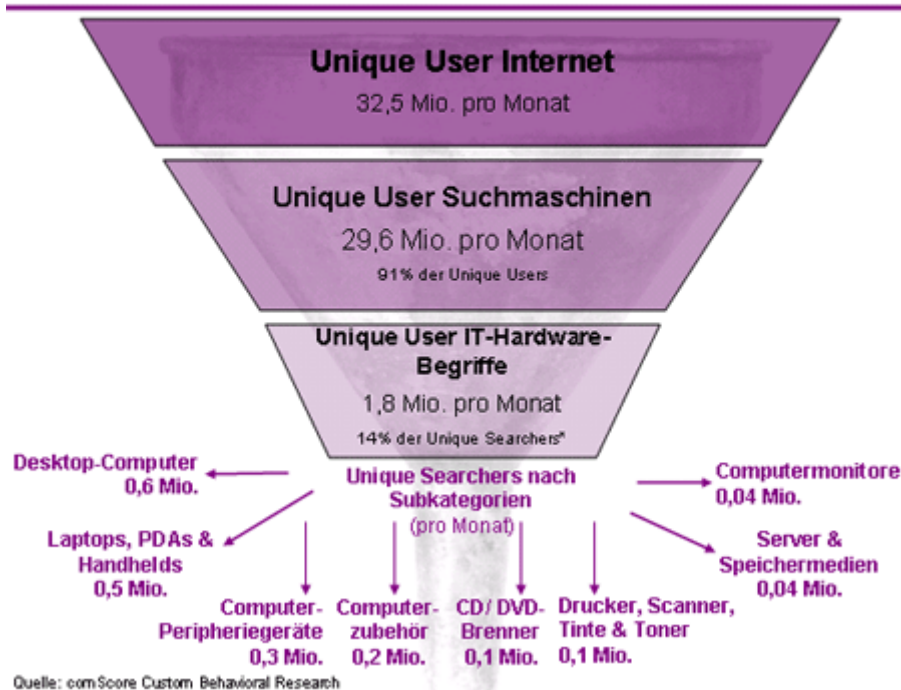 Unique User Internet
32,5 Mio. pro Monat
Unique User Suchmaschinen
29,6 Mio. pro Monat
91% der Unique Users
Unique User IT-Hardware-
Begriffe
1,8 Mio. pro Monat
14% der Unique Searchers*
Unique Searchers nach
Subkategorien
(pro Monat)
Desktop-Computer
0,6 Mio.
Laptops, PDAs &
Handhelds
0,5 Mio.
Computer-
Peripheriegeräte
0,3 Mio.
Computer-
zubehör
0,2 Mio.
CD/ DVD-
Brenner
0,1 Mio.
Drucker, Scanner,
Tinte & Toner
0,1 Mio.
Server &
Speichermedien
0,04 Mio.
Computermonitore
0,04 Mio.
Quelle: comScore Custom Behavioral Research